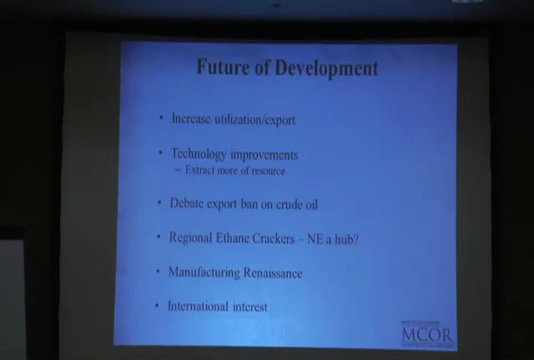 Future of Development
• Increase utilization/export
• Technology improvements
– Extract more of resource
• Debate export ban on crude oil
• Regional Ethane Crackers – NE a hub?
• Manufacturing Renaissance
• International interest
MCOR